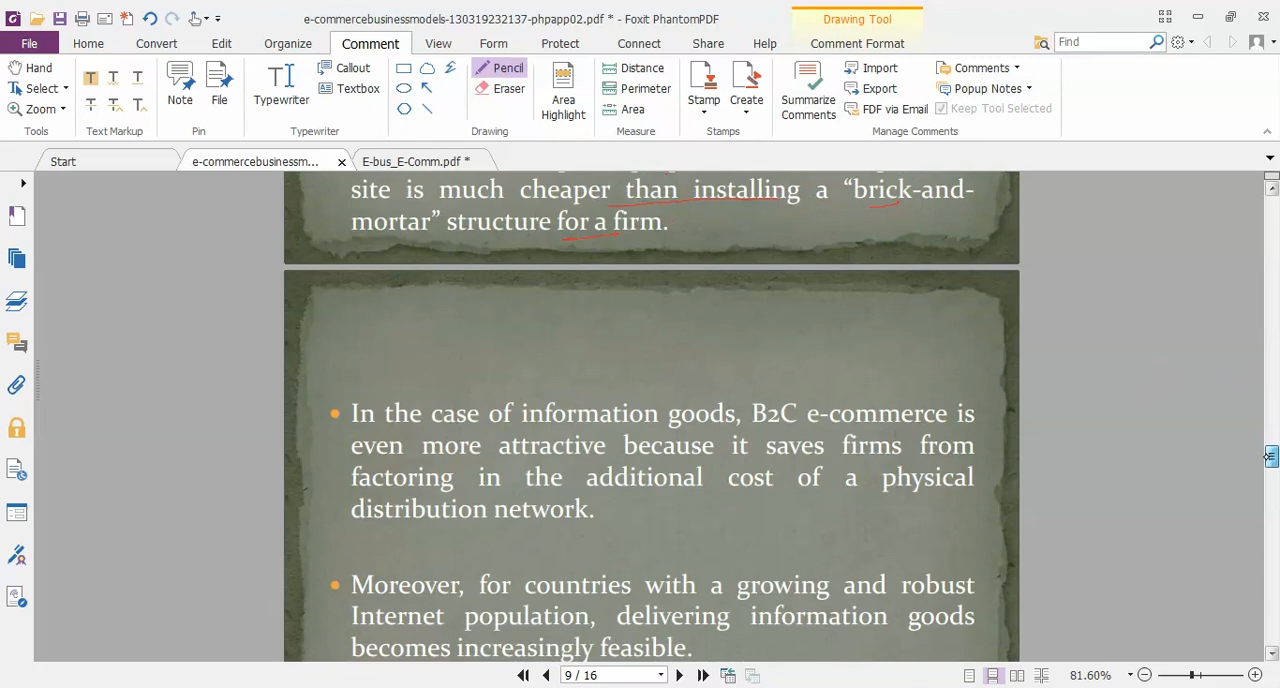 e-commercebusinessmodels-130319232137-phpapp02.pdf * - Foxit PhantomPDF
Drawing Tool
File Home Convert Edit Organize Comment View Form Protect Connect Share Help Comment Format Find
Hand
Select
Zoom
Tools
Text Markup
Note
File
Pin
Typewriter
Callout
Textbox
Typewriter
Pencil
Eraser
Drawing
Area Highlight
Distance
Perimeter
Area
Measure
Stamp
Create
Stamps
Summarize Comments
Import
Export
FDF via Email
Comments
Popup Notes
Keep Tool Selected
Manage Comments
Start
e-commercebusinessm...
E-bus_E-Comm.pdf *
site is much cheaper than installing a “brick-and-
mortar” structure for a firm.
• In the case of information goods, B2C e-commerce is
even more attractive because it saves firms from
factoring in the additional cost of a physical
distribution network.
• Moreover, for countries with a growing and robust
Internet population, delivering information goods
becomes increasingly feasible.
9 / 16
81.60%